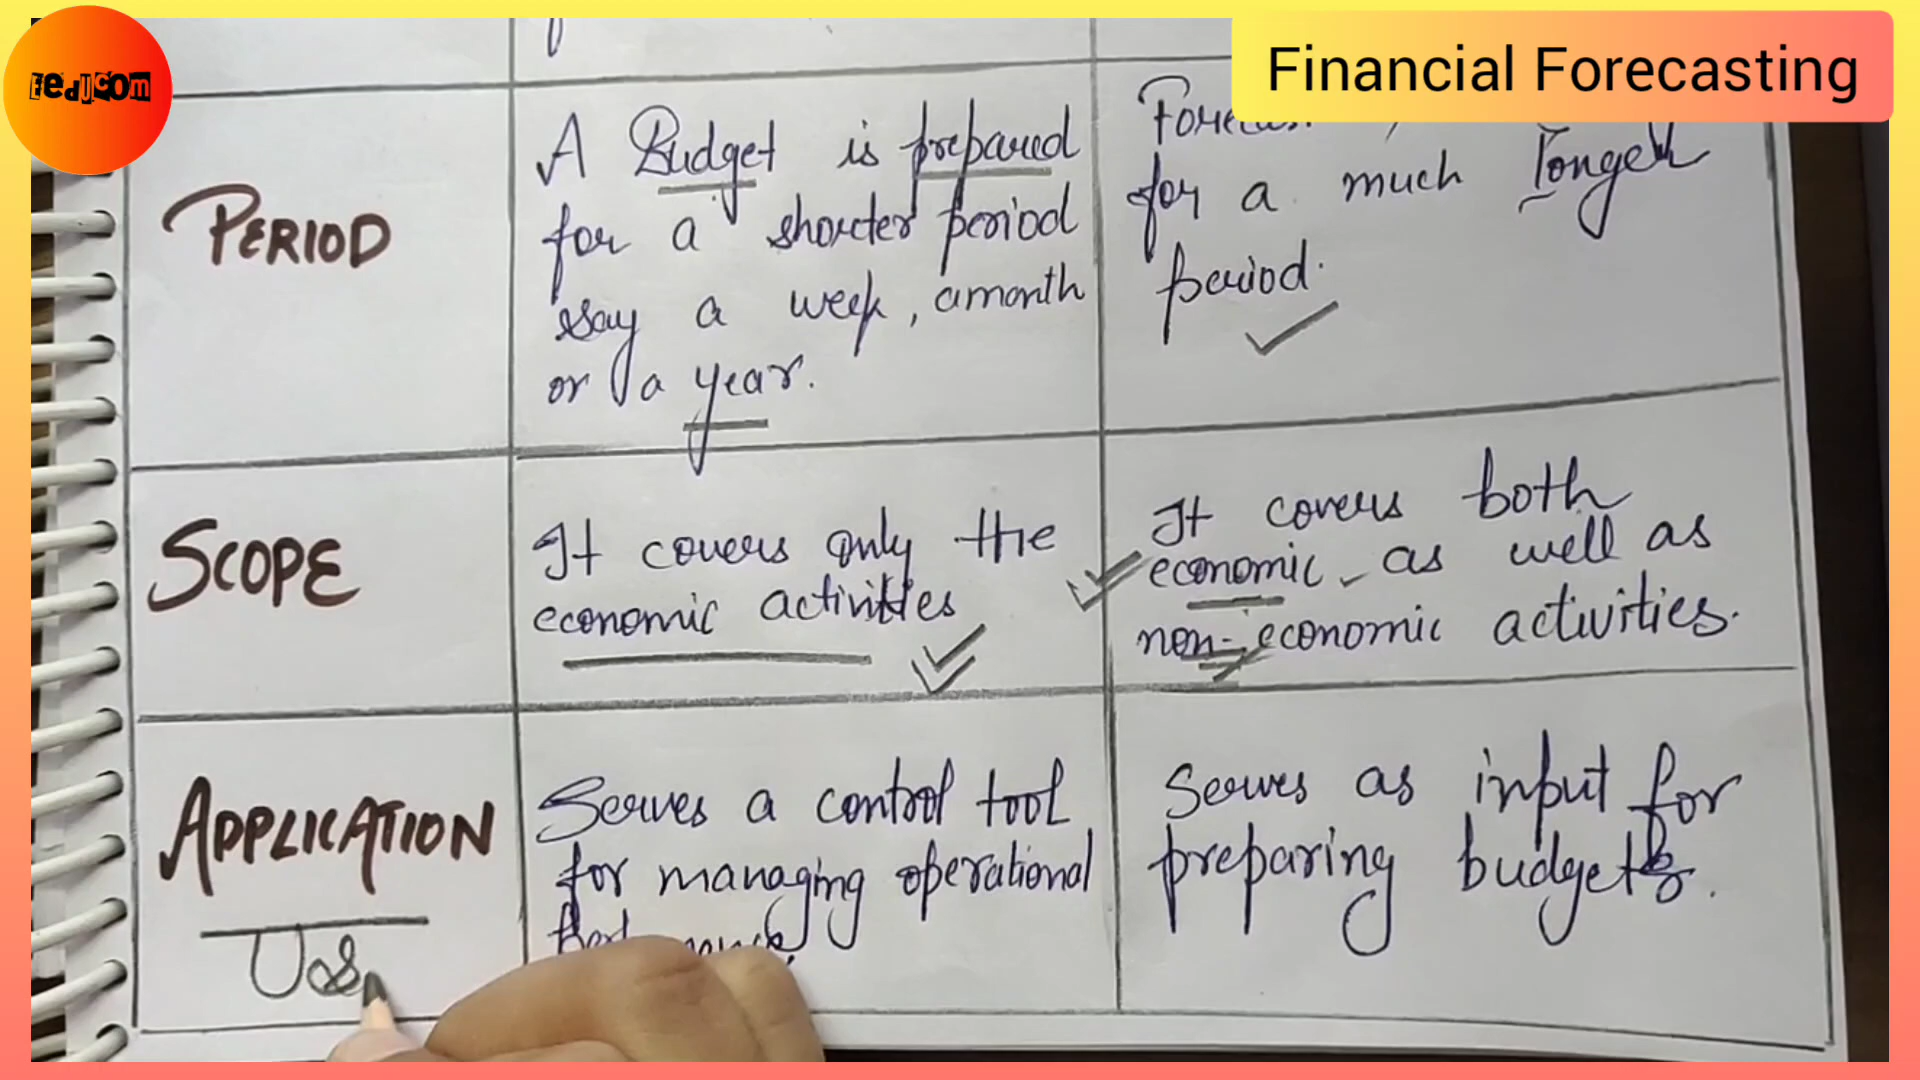 EeduCom
Financial Forecasting
PERIOD
A Budget is prepared
for a shorter period
say a week, a month
or a year.
for a much longer
period.
SCOPE
It covers only the
economic activities
It covers both
economic as well as
non-economic activities.
APPLICATION
Us
Serves a control tool
for managing operational
Serves as input for
preparing budgets.